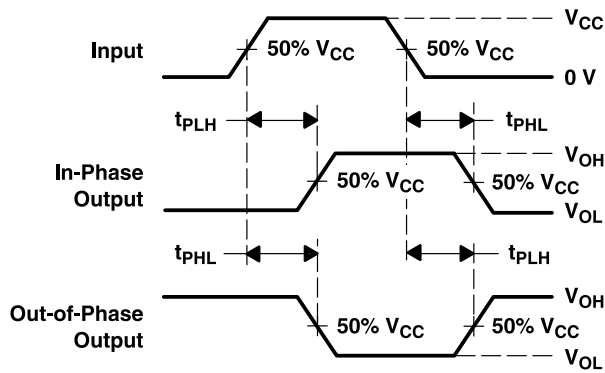 V_CC
Input 50% V_CC 50% V_CC
0 V
t_PLH t_PHL
V_OH
In-Phase Output 50% V_CC 50% V_CC
V_OL
t_PHL t_PLH
V_OH
Out-of-Phase Output 50% V_CC 50% V_CC
V_OL